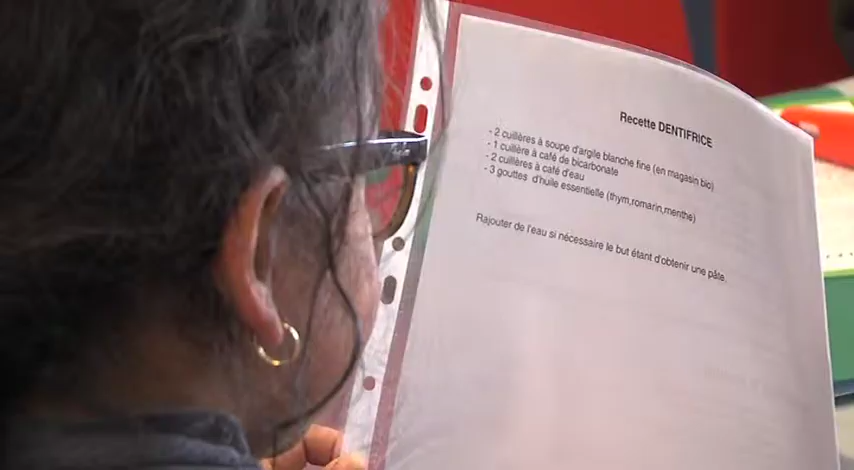 Recette DENTIFRICE
- 2 cuillères à soupe d'argile blanche fine (en magasin bio)
- 1 cuillère à café de bicarbonate
- 2 cuillères à café d'eau
- 3 gouttes d'huile essentielle (thym,romarin,menthe)
Rajouter de l'eau si nécessaire le but étant d'obtenir une pâte.